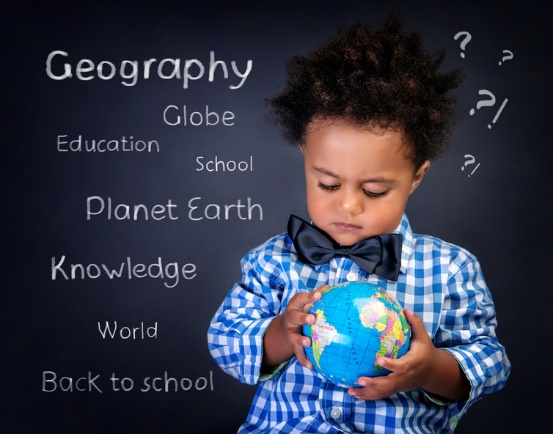 Geography
Globe
Education
School
Planet Earth
Knowledge
World
Back to school
?
?
?!
?!